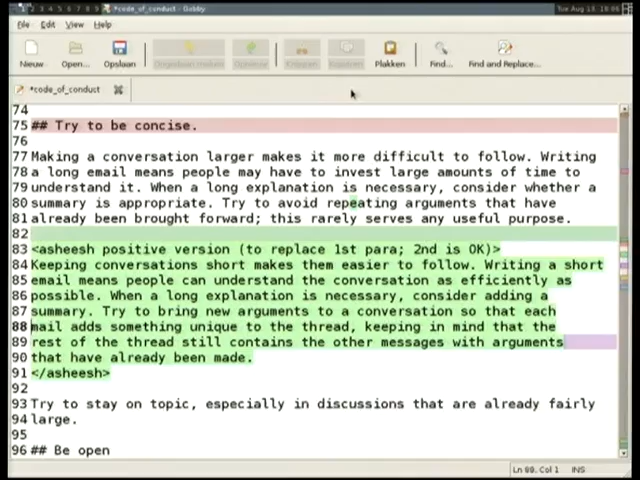 *code_of_conduct - Gobby
Tue Aug 13, 18:06
File Edit View Help
Nieuw Open... Opslaan Ongedaan maken Opnieuw Knippen Kopiëren Plakken Find... Find and Replace...
*code_of_conduct
74
75 ## Try to be concise.
76
77 Making a conversation larger makes it more difficult to follow. Writing
78 a long email means people may have to invest large amounts of time to
79 understand it. When a long explanation is necessary, consider whether a
80 summary is appropriate. Try to avoid repeating arguments that have
81 already been brought forward; this rarely serves any useful purpose.
82
83 <asheesh positive version (to replace 1st para; 2nd is OK)>
84 Keeping conversations short makes them easier to follow. Writing a short
85 email means people can understand the conversation as efficiently as
86 possible. When a long explanation is necessary, consider adding a
87 summary. Try to bring new arguments to a conversation so that each
88 mail adds something unique to the thread, keeping in mind that the
89 rest of the thread still contains the other messages with arguments
90 that have already been made.
91 </asheesh>
92
93 Try to stay on topic, especially in discussions that are already fairly
94 large.
95
96 ## Be open
Ln 88, Col 1 INS